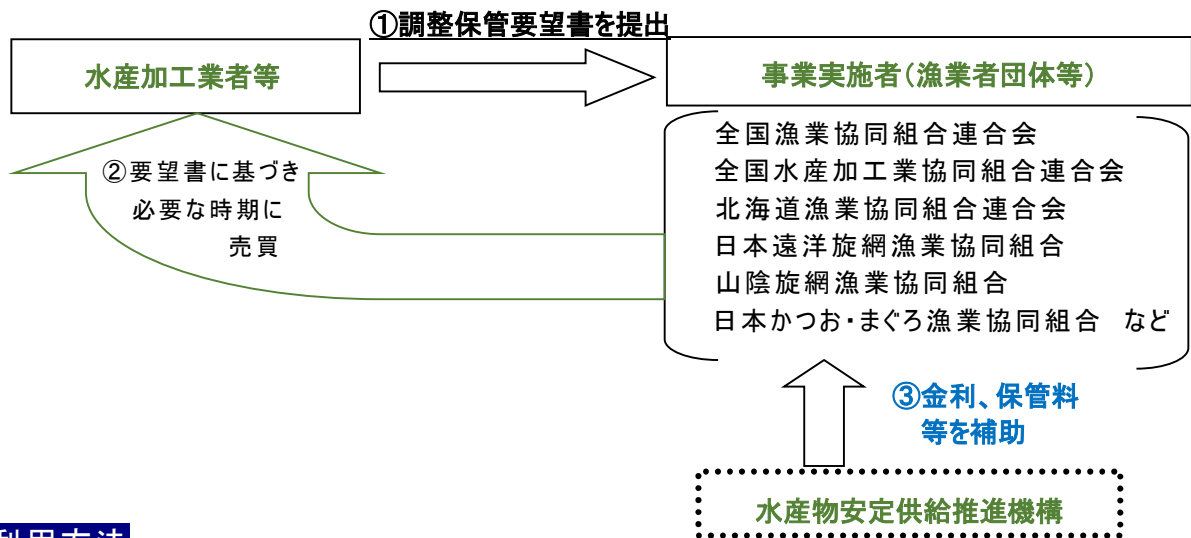 ①調整保管要望書を提出
水産加工業者等
事業実施者(漁業者団体等)
②要望書に基づき
必要な時期に
売買
全国漁業協同組合連合会
全国水産加工業協同組合連合会
北海道漁業協同組合連合会
日本遠洋旋網漁業協同組合
山陰旋網漁業協同組合
日本かつお・まぐろ漁業協同組合 など
③金利、保管料
等を補助
水産物安定供給推進機構
利用方法